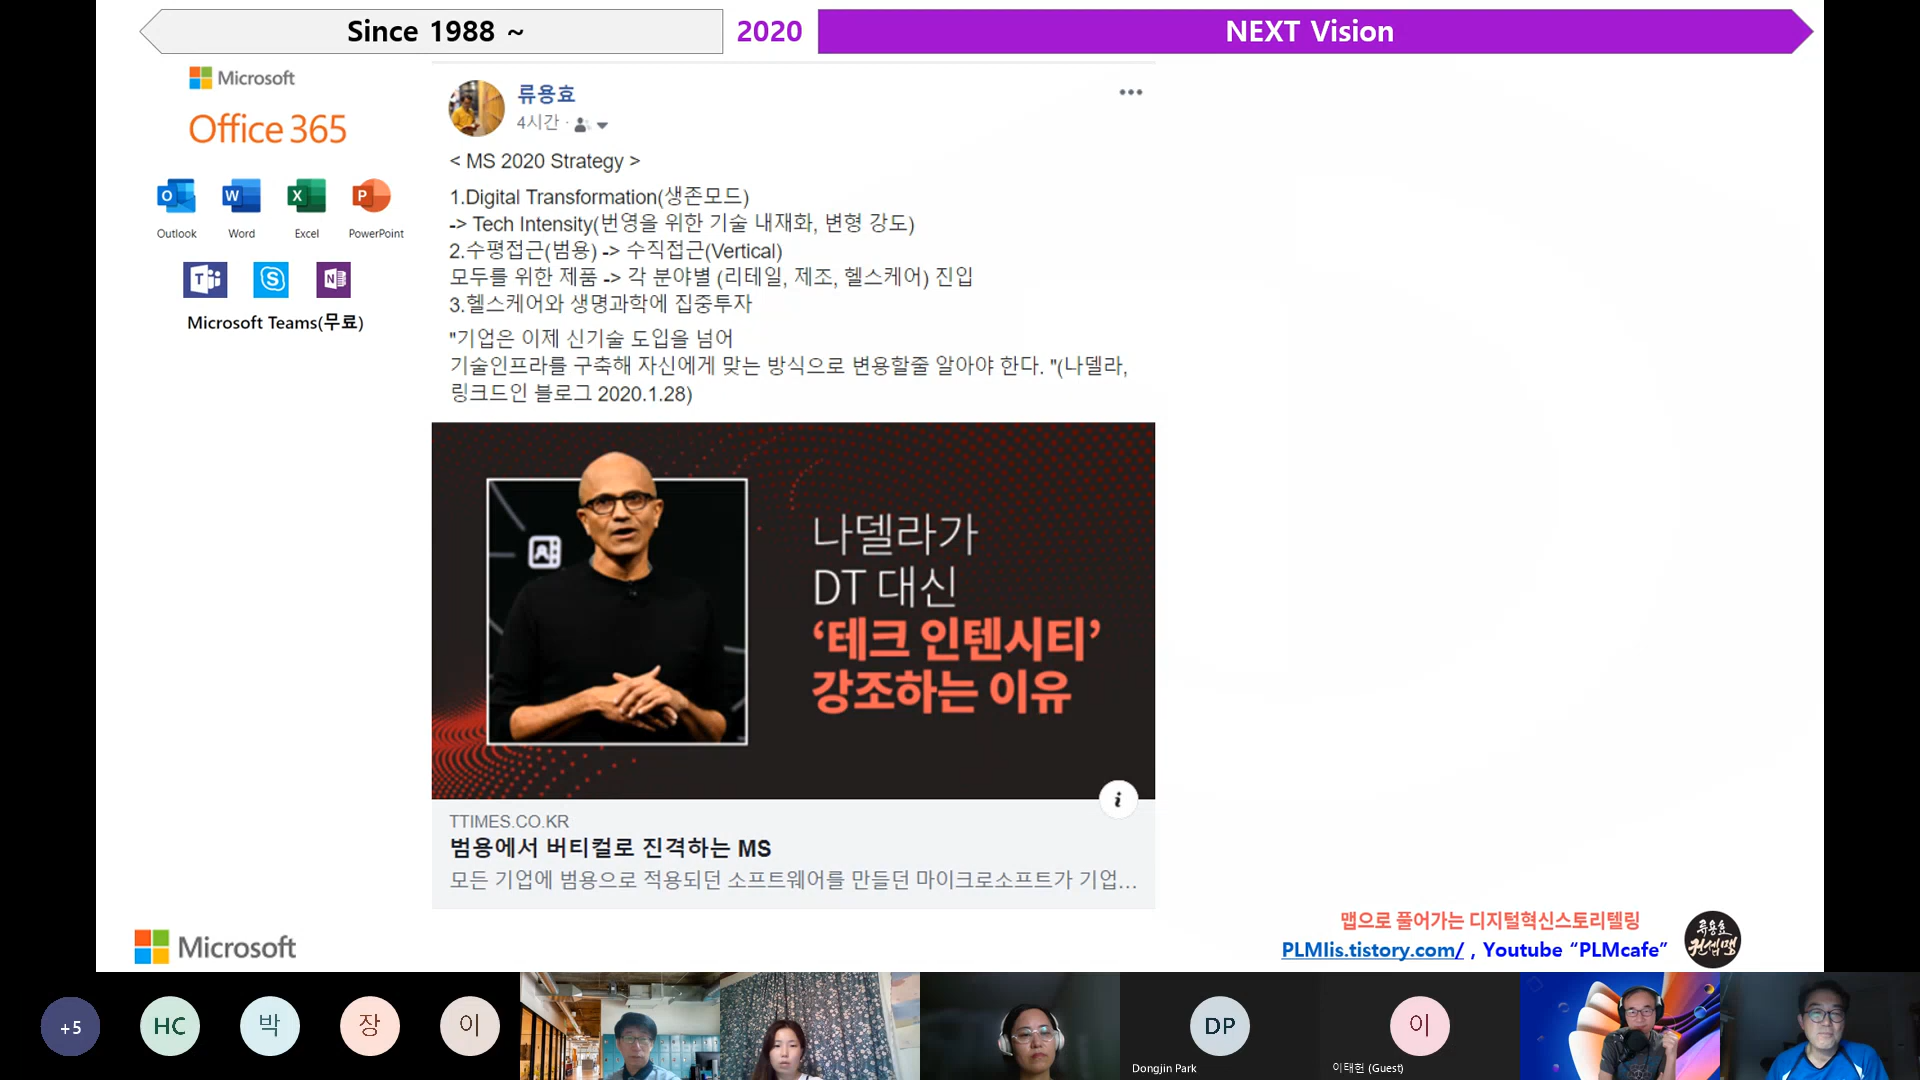 Since 1988 ~
2020
NEXT Vision
Microsoft
Office 365
Outlook
Word
Excel
PowerPoint
Microsoft Teams(무료)
류용효
4시간 ·
< MS 2020 Strategy >
1.Digital Transformation(생존모드)
-> Tech Intensity(번영을 위한 기술 내재화, 변형 강도)
2.수평접근(범용) -> 수직접근(Vertical)
모두를 위한 제품 -> 각 분야별 (리테일, 제조, 헬스케어) 진입
3.헬스케어와 생명과학에 집중투자
"기업은 이제 신기술 도입을 넘어
기술인프라를 구축해 자신에게 맞는 방식으로 변용할줄 알아야 한다. "(나델라,
링크드인 블로그 2020.1.28)
나델라가
DT 대신
‘테크 인텐시티’
강조하는 이유
TTIMES.CO.KR
범용에서 버티컬로 진격하는 MS
모든 기업에 범용으로 적용되던 소프트웨어를 만들던 마이크로소프트가 기업...
Microsoft
맵으로 풀어가는 디지털혁신스토리텔링
PLMIs.tistory.com/ , Youtube “PLMcafe”
류용효
컨셉맵
+5
HC
박
장
이
DP
Dongjin Park
이
이태헌 (Guest)